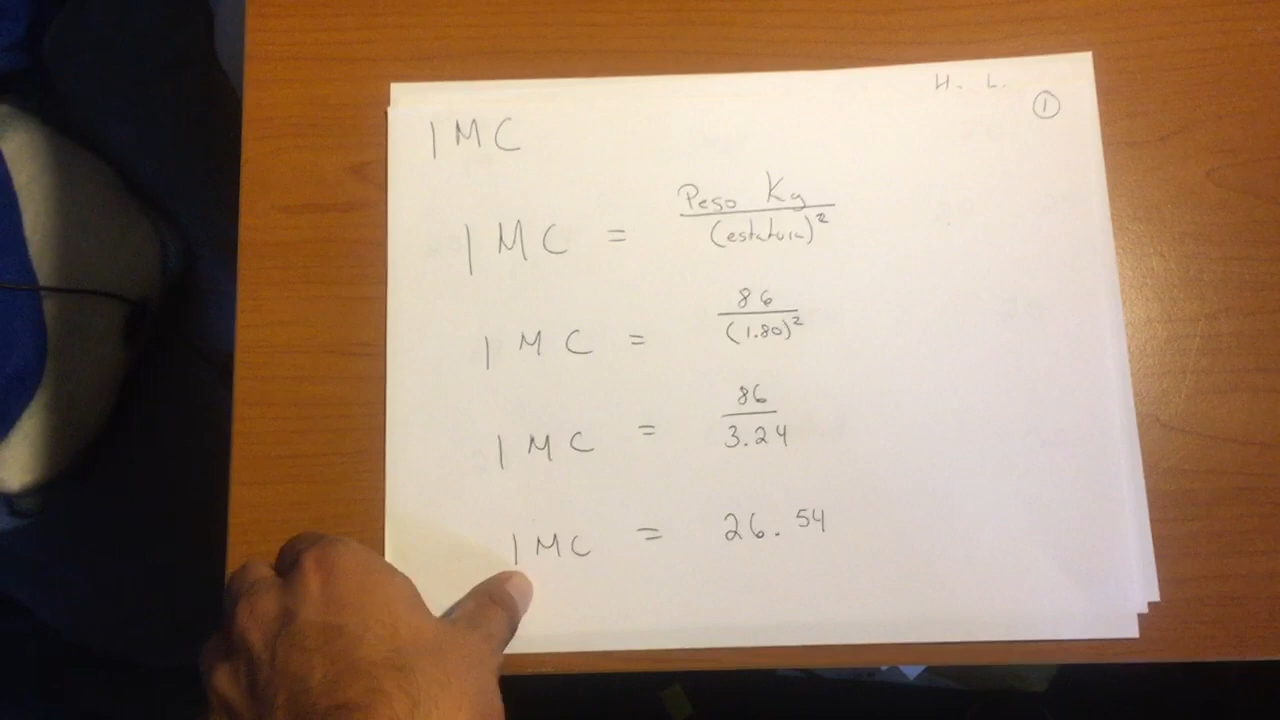 H. L.
①
IMC
IMC = Peso Kg
(estatura)²
IMC = 86
(1.80)²
IMC = 86
3.24
IMC = 26.54